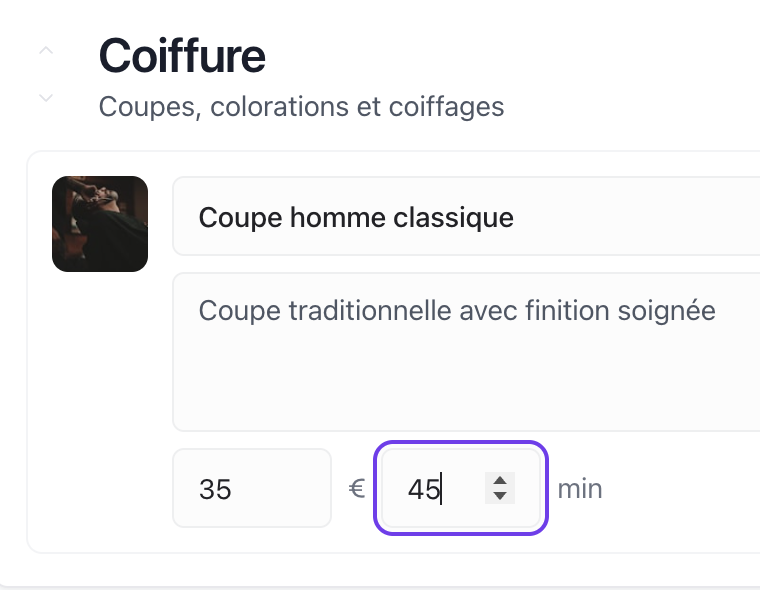 Coiffure
Coupes, colorations et coiffages
Coupe homme classique
Coupe traditionnelle avec finition soignée
35 € 45 min